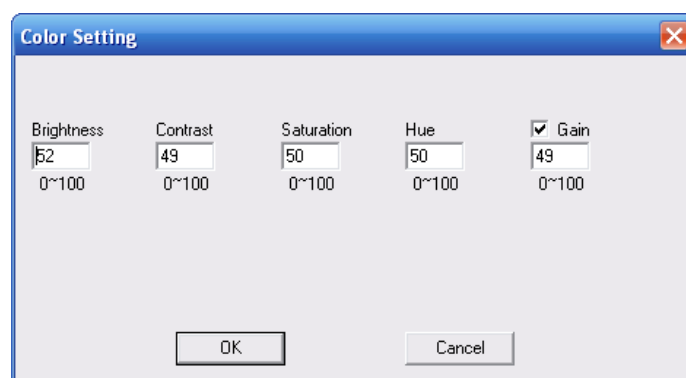 Color Setting
Brightness Contrast Saturation Hue Gain
52 49 50 50 49
0~100 0~100 0~100 0~100 0~100
OK Cancel